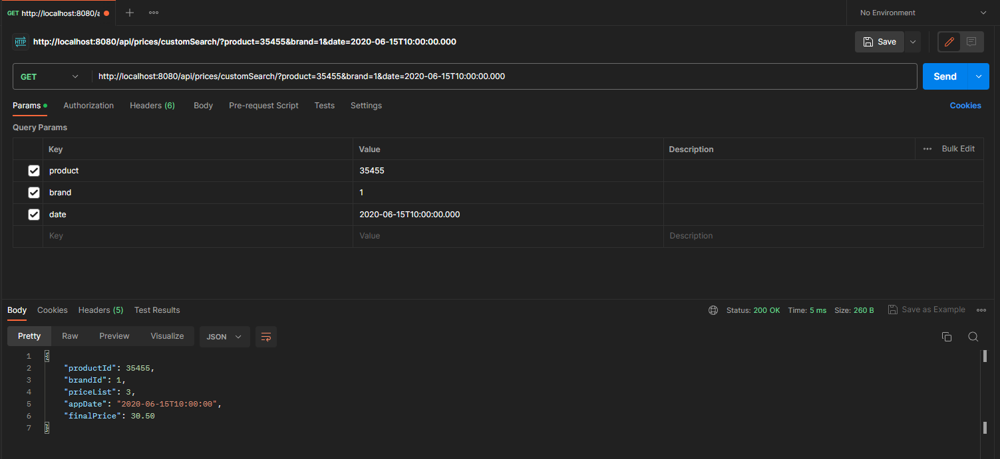 GET http://localhost:8080/a
No Environment
HTTP http://localhost:8080/api/prices/customSearch/?product=35455&brand=1&date=2020-06-15T10:00:00.000
Save
GET http://localhost:8080/api/prices/customSearch/?product=35455&brand=1&date=2020-06-15T10:00:00.000
Send
Params Authorization Headers (6) Body Pre-request Script Tests Settings Cookies
Query Params
Key Value Description ••• Bulk Edit
product 35455
brand 1
date 2020-06-15T10:00:00.000
Key Value Description
Body Cookies Headers (5) Test Results Status: 200 OK Time: 5 ms Size: 260 B Save as Example
Pretty Raw Preview Visualize JSON
1 {
2 "productId": 35455,
3 "brandId": 1,
4 "priceList": 3,
5 "appDate": "2020-06-15T10:00:00",
6 "finalPrice": 30.50
7 }